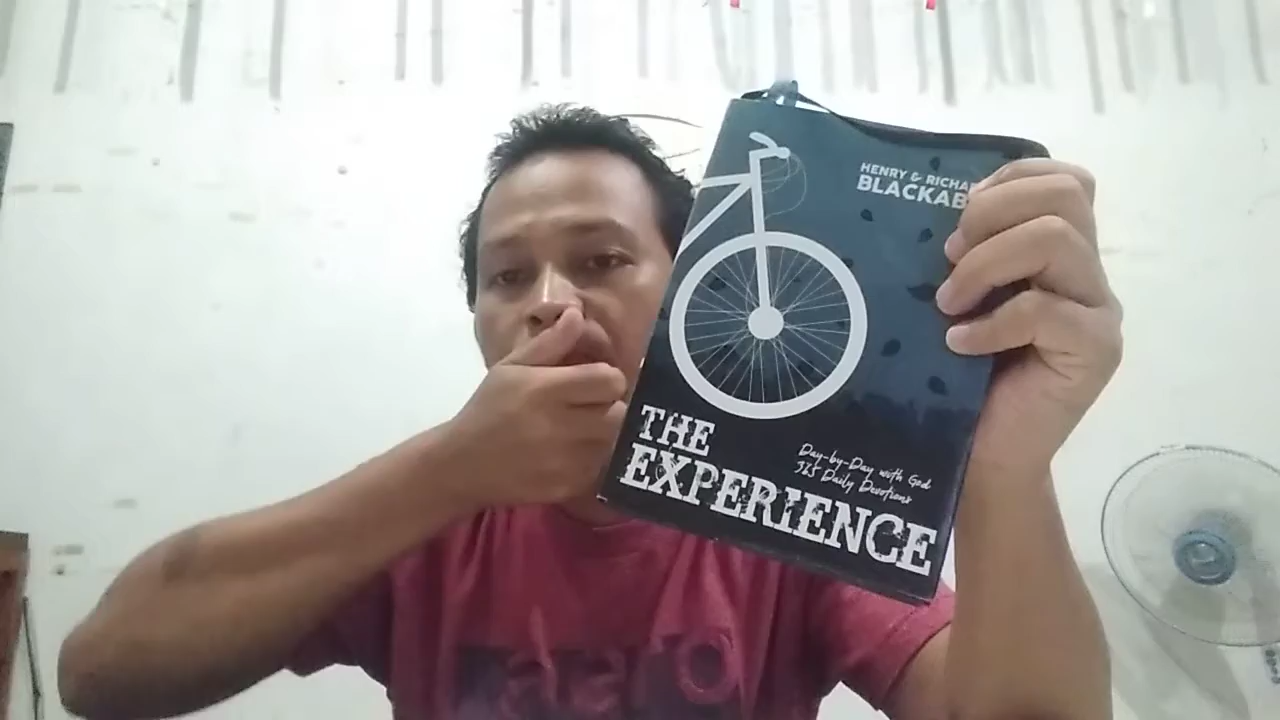 HENRY & RICHA
BLACKAB
THE
EXPERIENCE
Day-by-Day with God
365 Daily Devotions